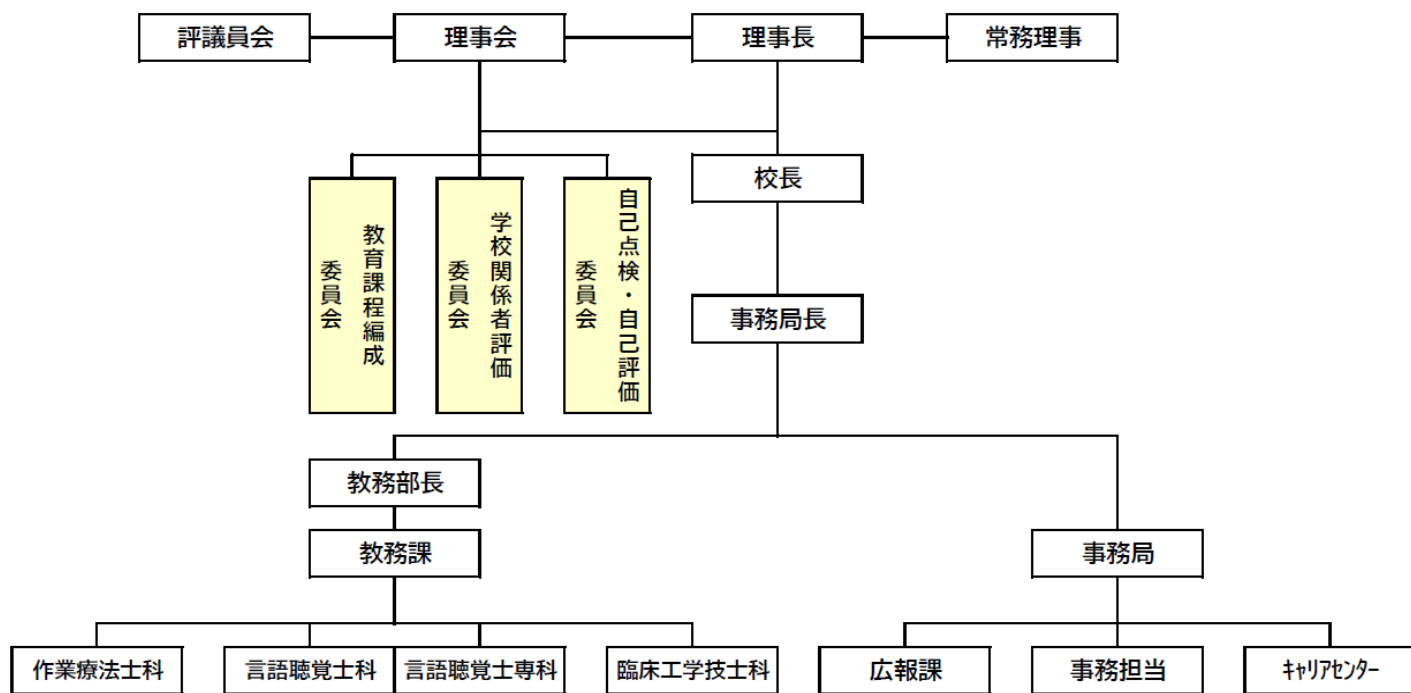 評議員会
理事会
理事長
常務理事
校長
教育課程編成
委員会
学校関係者評価
委員会
自己点検・自己評価
委員会
事務局長
教務部長
教務課
事務局
作業療法士科
言語聴覚士科
言語聴覚士専科
臨床工学技士科
広報課
事務担当
ｷｬﾘｱｾﾝﾀｰ